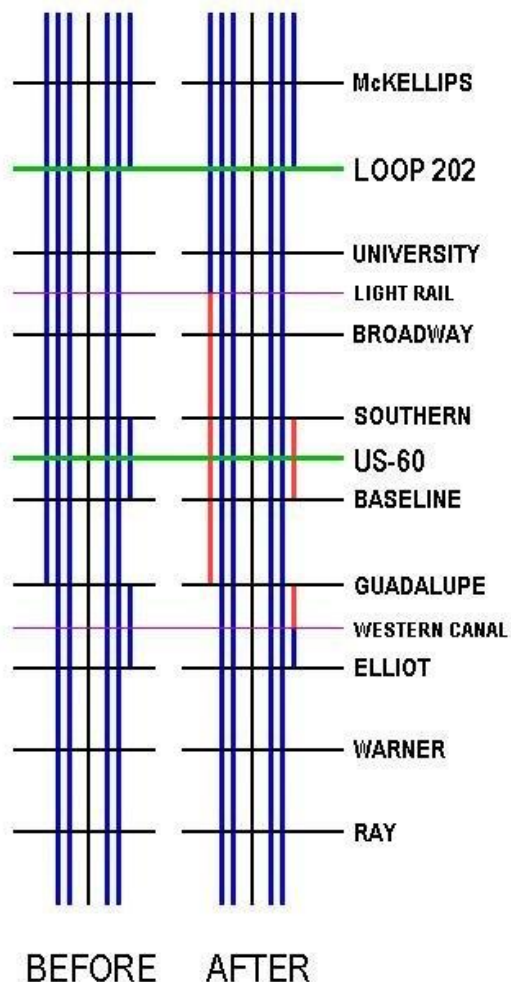 McKELLIPS
LOOP 202
UNIVERSITY
LIGHT RAIL
BROADWAY
SOUTHERN
US-60
BASELINE
GUADALUPE
WESTERN CANAL
ELLIOT
WARNER
RAY
BEFORE AFTER